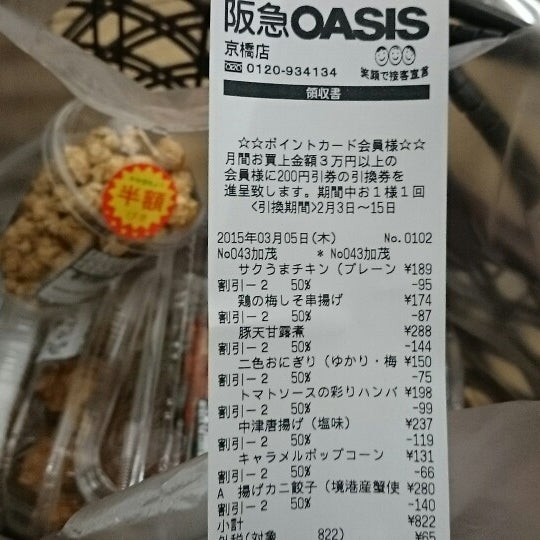 阪急OASIS
京橋店
0120-934134
笑顔で接客宣言
領収書
☆☆ポイントカード会員様☆☆
月間お買上金額3万円以上の
会員様に200円引券の引換券を
進呈致します。期間中お1様1回
<引換期間>2月3日~15日
2015年03月05日(木) No.0102
No043加茂 * No043加茂
サクうまチキン(プレーン ¥189
割引-2 50% -95
鶏の梅しそ串揚げ ¥174
割引-2 50% -87
豚天甘露煮 ¥288
割引-2 50% -144
二色おにぎり(ゆかり・梅 ¥150
割引-2 50% -75
トマトソースの彩りハンバ ¥198
割引-2 50% -99
中津唐揚げ(塩味) ¥237
割引-2 50% -119
キャラメルポップコーン ¥131
割引-2 50% -66
A 揚げカニ餃子(境港産蟹使 ¥280
割引-2 50% -140
小計 ¥822
外税(対象 822) ¥65
半額